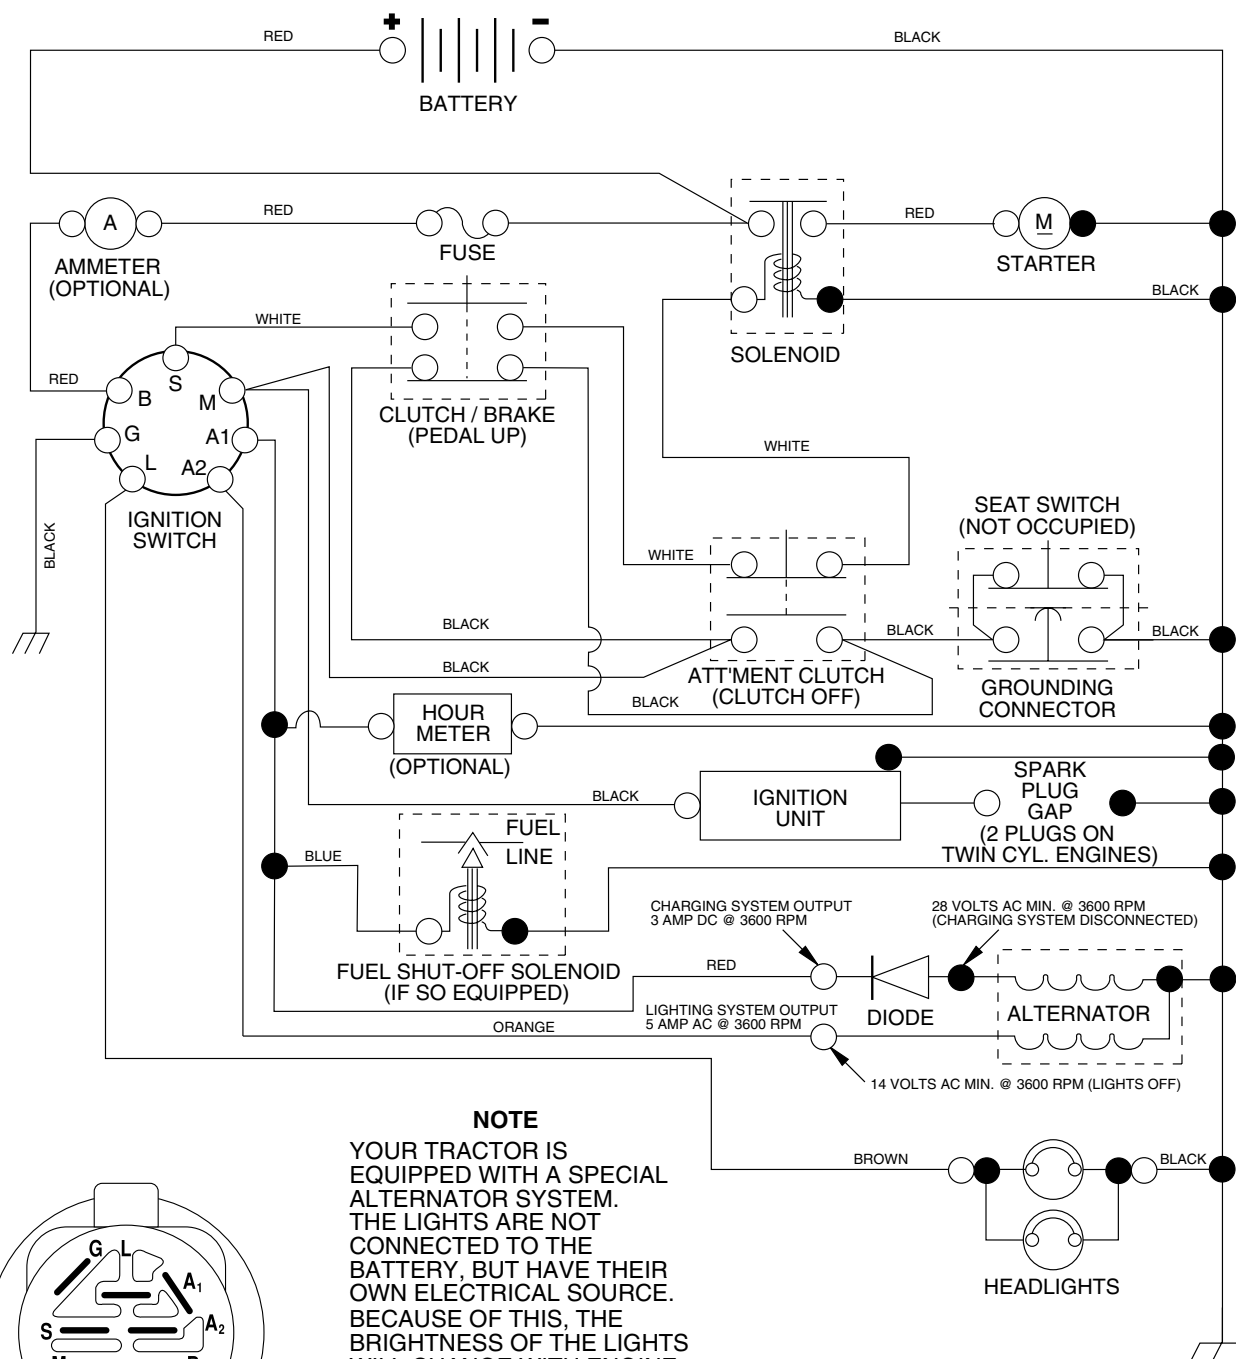 + -
RED
BLACK
BATTERY
A
RED
FUSE
RED
M
STARTER
AMMETER
(OPTIONAL)
BLACK
WHITE
SOLENOID
RED
S
B
M
G
A1
L
A2
CLUTCH / BRAKE
(PEDAL UP)
WHITE
IGNITION
SWITCH
BLACK
SEAT SWITCH
(NOT OCCUPIED)
WHITE
BLACK
BLACK
BLACK
BLACK
ATT'MENT CLUTCH
(CLUTCH OFF)
BLACK
GROUNDING
CONNECTOR
HOUR
METER
(OPTIONAL)
BLACK
IGNITION
UNIT
SPARK
PLUG
GAP
(2 PLUGS ON
TWIN CYL. ENGINES)
FUEL
LINE
BLUE
FUEL SHUT-OFF SOLENOID
(IF SO EQUIPPED)
CHARGING SYSTEM OUTPUT
3 AMP DC @ 3600 RPM
28 VOLTS AC MIN. @ 3600 RPM
(CHARGING SYSTEM DISCONNECTED)
RED
DIODE
ALTERNATOR
LIGHTING SYSTEM OUTPUT
5 AMP AC @ 3600 RPM
ORANGE
14 VOLTS AC MIN. @ 3600 RPM (LIGHTS OFF)
BROWN
BLACK
HEADLIGHTS
NOTE
YOUR TRACTOR IS
EQUIPPED WITH A SPECIAL
ALTERNATOR SYSTEM.
THE LIGHTS ARE NOT
CONNECTED TO THE
BATTERY, BUT HAVE THEIR
OWN ELECTRICAL SOURCE.
BECAUSE OF THIS, THE
BRIGHTNESS OF THE LIGHTS
WILL CHANGE WITH ENGINE
G L
A1
A2
S
M
B